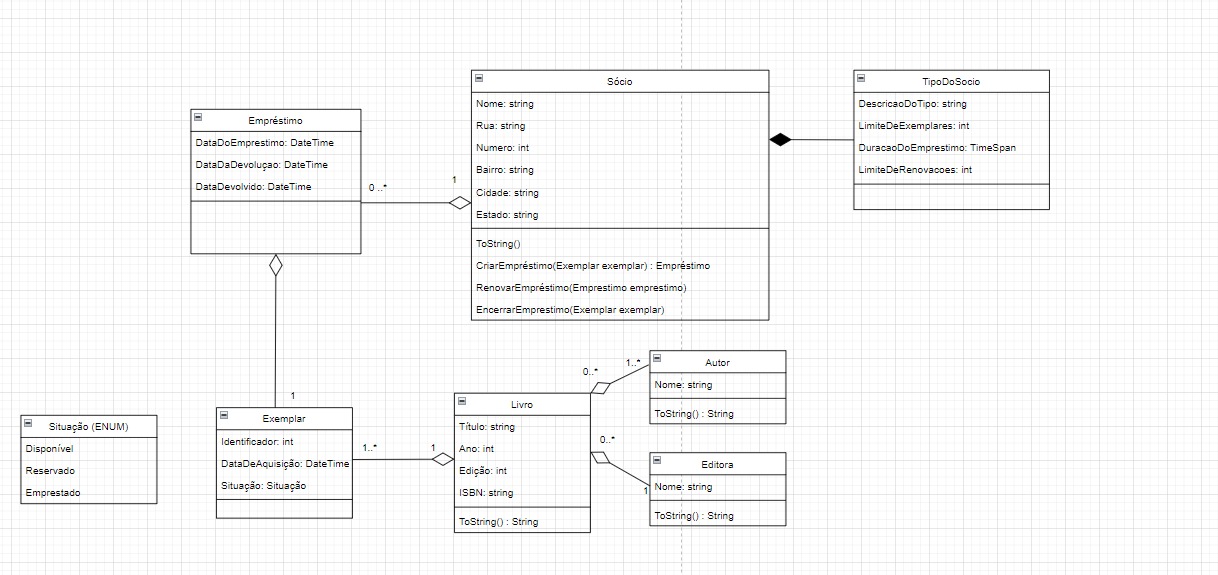 Empréstimo
DataDoEmprestimo: DateTime
DataDaDevoluçao: DateTime
DataDevolvido: DateTime
0 ..*
1
Sócio
Nome: string
Rua: string
Numero: int
Bairro: string
Cidade: string
Estado: string
ToString()
CriarEmpréstimo(Exemplar exemplar) : Empréstimo
RenovarEmpréstimo(Emprestimo emprestimo)
EncerrarEmprestimo(Exemplar exemplar)
TipoDoSocio
DescricaoDoTipo: string
LimiteDeExemplares: int
DuracaoDoEmprestimo: TimeSpan
LimiteDeRenovacoes: int
Situação (ENUM)
Disponível
Reservado
Emprestado
1
Exemplar
Identificador: int
DataDeAquisição: DateTime
Situação: Situação
1..*
1
Livro
Título: string
Ano: int
Edição: int
ISBN: string
ToString() : String
0..*
1..*
Autor
Nome: string
ToString() : String
0..*
1
Editora
Nome: string
ToString() : String